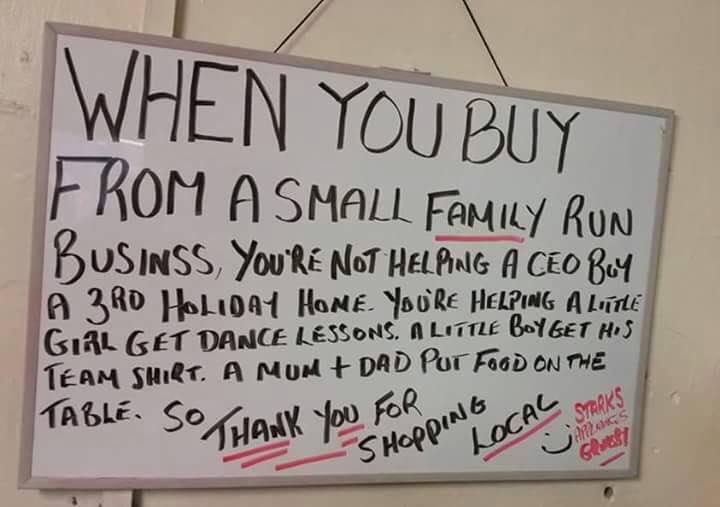 WHEN YOU BUY
FROM A SMALL FAMILY RUN
BUSINSS, YOU'RE NOT HELPING A CEO BUY
A 3RD HOLIDAY HOME. YOU'RE HELPING A LITTLE
GIRL GET DANCE LESSONS. A LITTLE BOY GET HIS
TEAM SHIRT. A MUM + DAD PUT FOOD ON THE
TABLE. SO THANK YOU FOR
SHOPPING LOCAL
STARKS
APPLIANCES
GRIMSBY